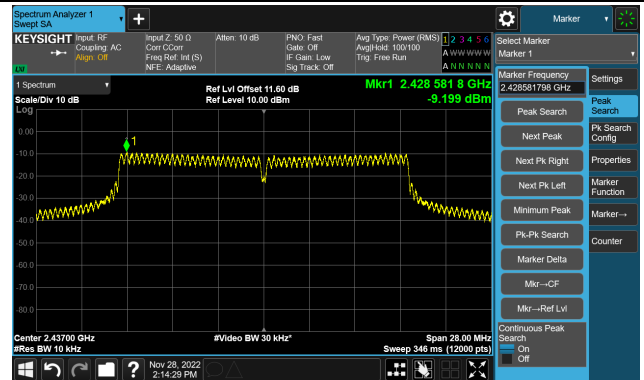 Spectrum Analyzer 1
Swept SA
+
Marker
KEYSIGHT
Input: RF
Coupling: AC
Align: Off
Input Z: 50 Ω
Corr CCorr
Freq Ref: Int (S)
NFE: Adaptive
Atten: 10 dB
PNO: Fast
Gate: Off
IF Gain: Low
Sig Track: Off
Avg Type: Power (RMS)
Avg|Hold: 100/100
Trig: Free Run
1 2 3 4 5 6
A W W W W W
A N N N N N
Select Marker
Marker 1
1 Spectrum
Scale/Div 10 dB
Ref Lvl Offset 11.60 dB
Ref Level 10.00 dBm
Mkr1 2.428 581 8 GHz
-9.199 dBm
Log
0.00
-10.0
-20.0
-30.0
-40.0
-50.0
-60.0
-70.0
-80.0
1
Center 2.43700 GHz
#Res BW 10 kHz
#Video BW 30 kHz*
Span 28.00 MHz
Sweep 346 ms (12000 pts)
Marker Frequency
2.428581798 GHz
Peak Search
Next Peak
Next Pk Right
Next Pk Left
Minimum Peak
Pk-Pk Search
Marker Delta
Mkr→CF
Mkr→Ref Lvl
Continuous Peak
Search
On
Off
Settings
Peak
Search
Pk Search
Config
Properties
Marker
Function
Marker→
Counter
?
Nov 28, 2022
2:14:29 PM